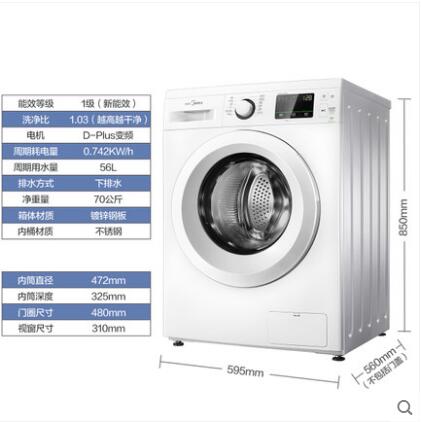 能效等级 1级（新能效）
洗净比 1.03（越高越干净）
电机 D-Plus变频
周期耗电量 0.742KW/h
周期用水量 56L
排水方式 下排水
净重量 70公斤
箱体材质 镀锌钢板
内桶材质 不锈钢
内筒直径 472mm
内筒深度 325mm
门圈尺寸 480mm
视窗尺寸 310mm
Midea
850mm
595mm
560mm
（不包括门盖）